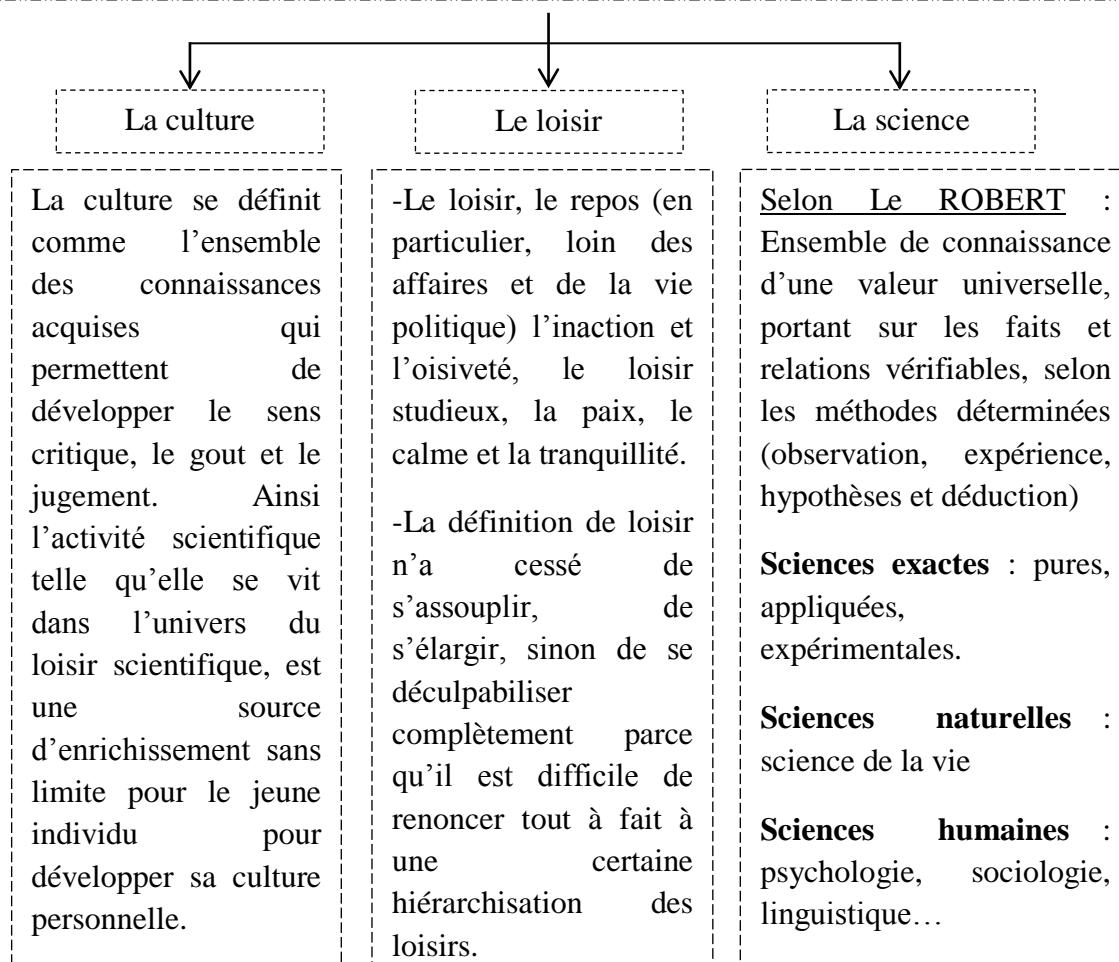 La culture
Le loisir
La science
La culture se définit
comme l’ensemble
des connaissances
acquises qui
permettent de
développer le sens
critique, le gout et le
jugement. Ainsi
l’activité scientifique
telle qu’elle se vit
dans l’univers du
loisir scientifique, est
une source
d’enrichissement sans
limite pour le jeune
individu pour
développer sa culture
personnelle.
-Le loisir, le repos (en
particulier, loin des
affaires et de la vie
politique) l’inaction et
l’oisiveté, le loisir
studieux, la paix, le
calme et la tranquillité.
-La définition de loisir
n’a cessé de
s’assouplir, de
s’élargir, sinon de se
déculpabiliser
complètement parce
qu’il est difficile de
renoncer tout à fait à
une certaine
hiérarchisation des
loisirs.
Selon Le ROBERT :
Ensemble de connaissance
d’une valeur universelle,
portant sur les faits et
relations vérifiables, selon
les méthodes déterminées
(observation, expérience,
hypothèses et déduction)
Sciences exactes : pures,
appliquées,
expérimentales.
Sciences naturelles :
science de la vie
Sciences humaines :
psychologie, sociologie,
linguistique…